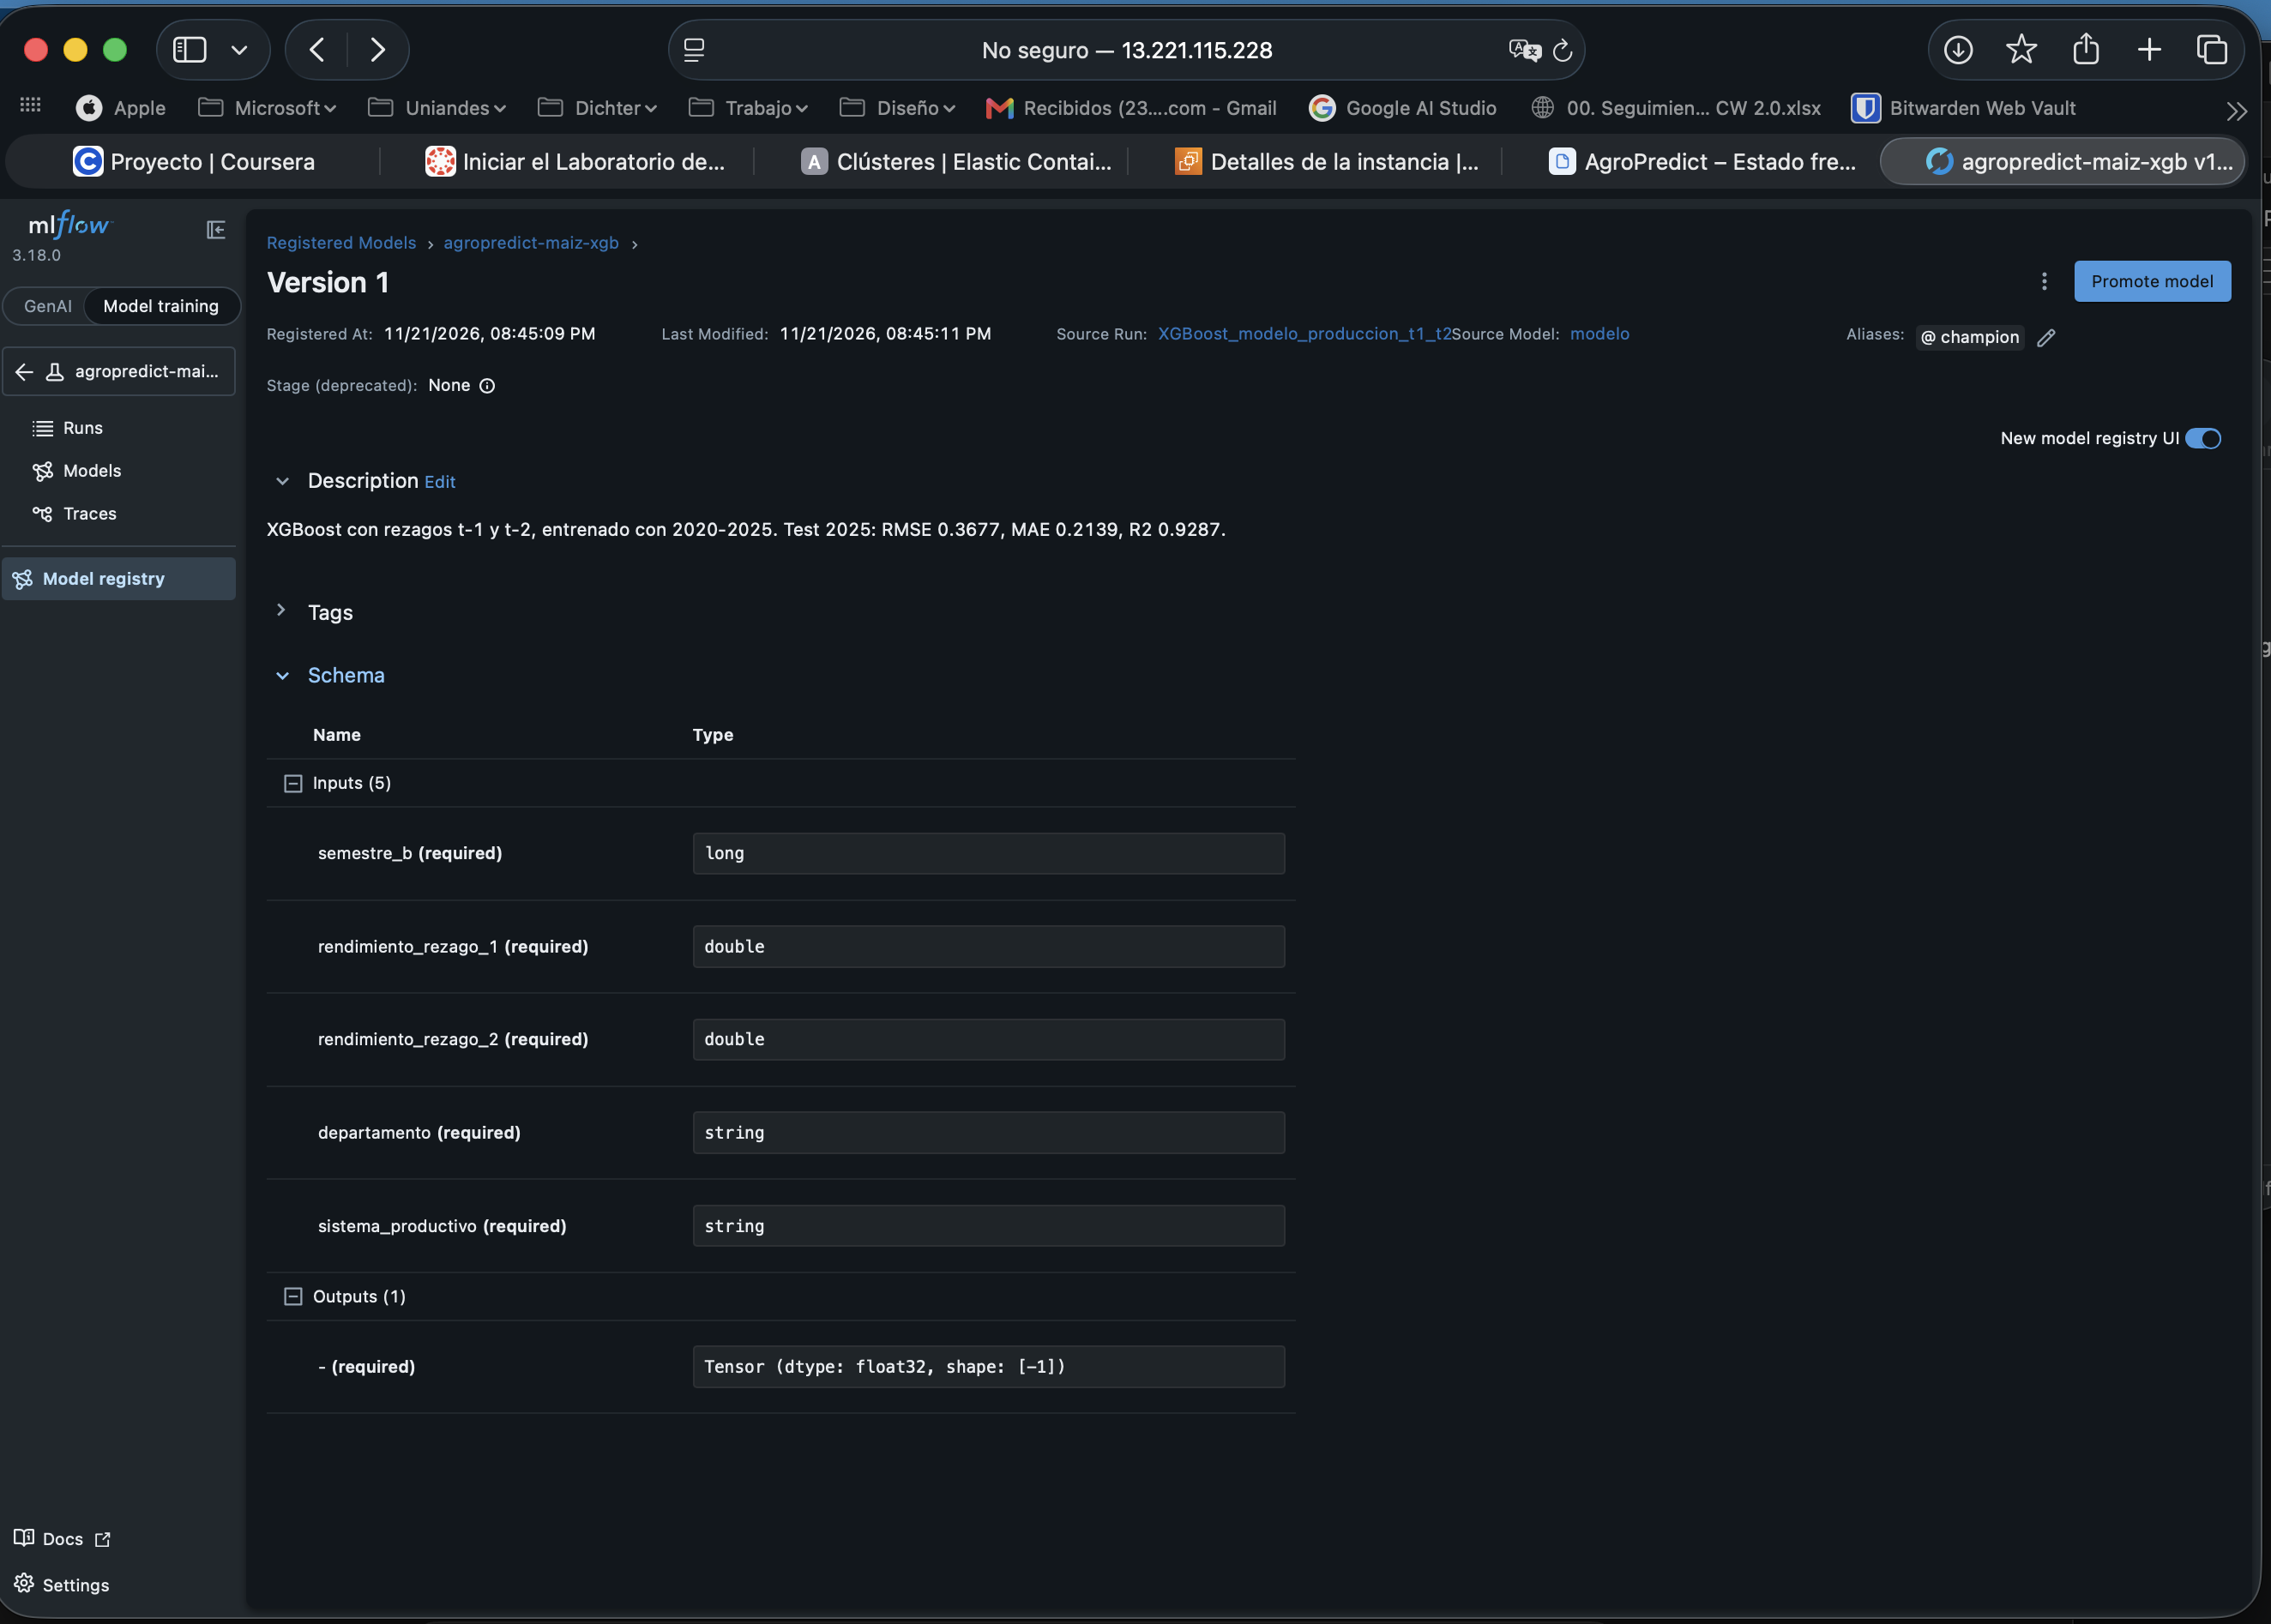 No seguro — 13.221.115.228
Apple
Microsoft
Uniandes
Dichter
Trabajo
Diseño
Recibidos (23....com - Gmail
Google AI Studio
00. Seguimien... CW 2.0.xlsx
Bitwarden Web Vault
Proyecto | Coursera
Iniciar el Laboratorio de...
A Clústeres | Elastic Contai...
Detalles de la instancia |...
AgroPredict – Estado fre...
agropredict-maiz-xgb v1...
mlflow
3.18.0
GenAI
Model training
agropredict-mai...
Runs
Models
Traces
Model registry
Docs
Settings
Registered Models › agropredict-maiz-xgb ›
Version 1
Promote model
Registered At: 11/21/2026, 08:45:09 PM
Last Modified: 11/21/2026, 08:45:11 PM
Source Run: XGBoost_modelo_produccion_t1_t2
Source Model: modelo
Aliases: @ champion
Stage (deprecated): None
New model registry UI
Description Edit
XGBoost con rezagos t-1 y t-2, entrenado con 2020-2025. Test 2025: RMSE 0.3677, MAE 0.2139, R2 0.9287.
Tags
Schema
Name Type
Inputs (5)
semestre_b (required) long
rendimiento_rezago_1 (required) double
rendimiento_rezago_2 (required) double
departamento (required) string
sistema_productivo (required) string
Outputs (1)
- (required) Tensor (dtype: float32, shape: [-1])